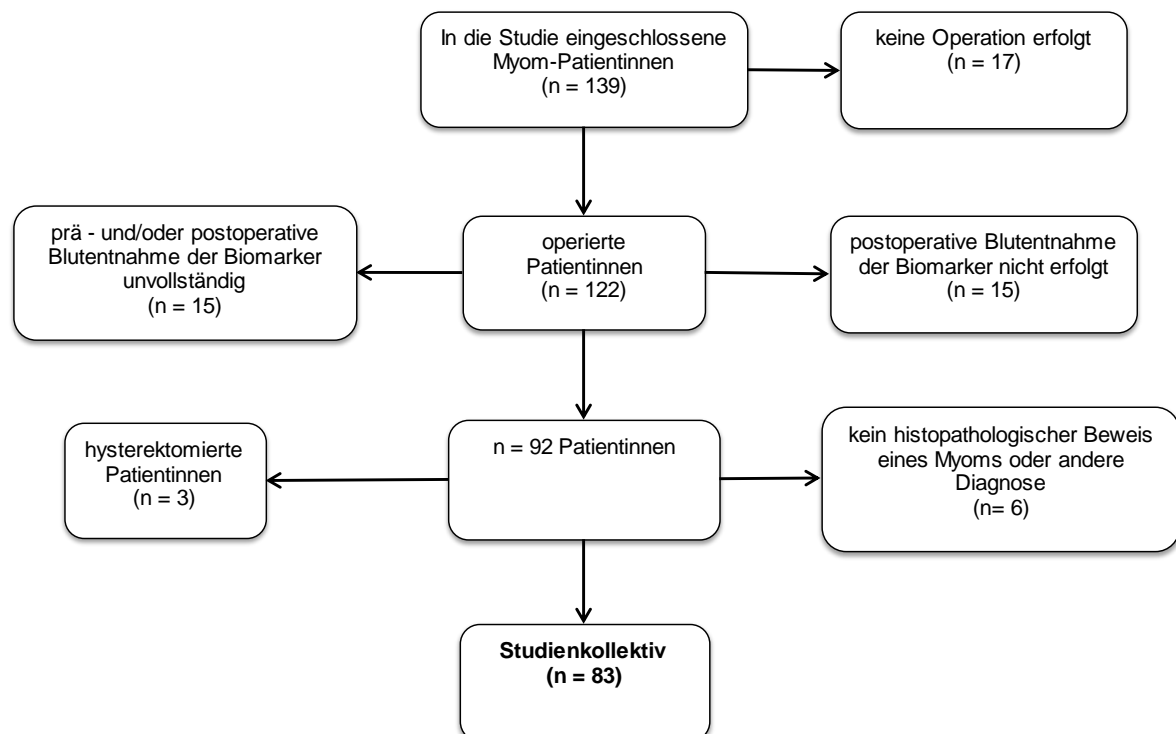 In die Studie eingeschlossene
Myom-Patientinnen
(n = 139)
keine Operation erfolgt
(n = 17)
prä - und/oder postoperative
Blutentnahme der Biomarker
unvollständig
(n = 15)
operierte
Patientinnen
(n = 122)
postoperative Blutentnahme
der Biomarker nicht erfolgt
(n = 15)
hysterektomierte
Patientinnen
(n = 3)
n = 92 Patientinnen
kein histopathologischer Beweis
eines Myoms oder andere
Diagnose
(n= 6)
Studienkollektiv
(n = 83)